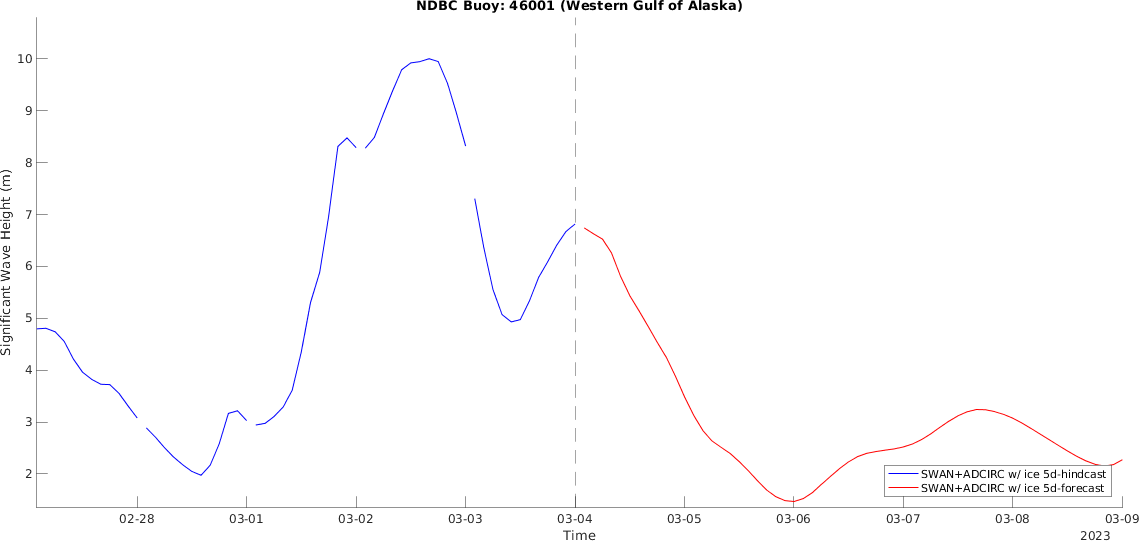 NDBC Buoy: 46001 (Western Gulf of Alaska)
Significant Wave Height (m)
10
9
8
7
6
5
4
3
2
SWAN+ADCIRC w/ ice 5d-hindcast
SWAN+ADCIRC w/ ice 5d-forecast
02-28 03-01 03-02 03-03 03-04 03-05 03-06 03-07 03-08 03-09
Time
2023